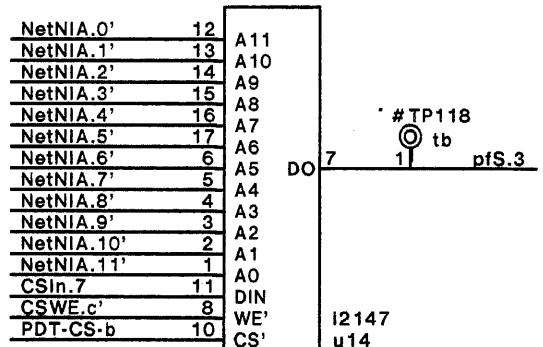 NetNIA.0' 12 A11
NetNIA.1' 13 A10
NetNIA.2' 14 A9
NetNIA.3' 15 A8
NetNIA.4' 16 A7
NetNIA.5' 17 A6
NetNIA.6' 6 A5
NetNIA.7' 5 A4
NetNIA.8' 4 A3
NetNIA.9' 3 A2
NetNIA.10' 2 A1
NetNIA.11' 1 A0
CSIn.7 11 DIN
CSWE.c' 8 WE'
PDT-CS-b 10 CS'
DO 7
#TP118
tb
1 pfS.3
i2147
u14